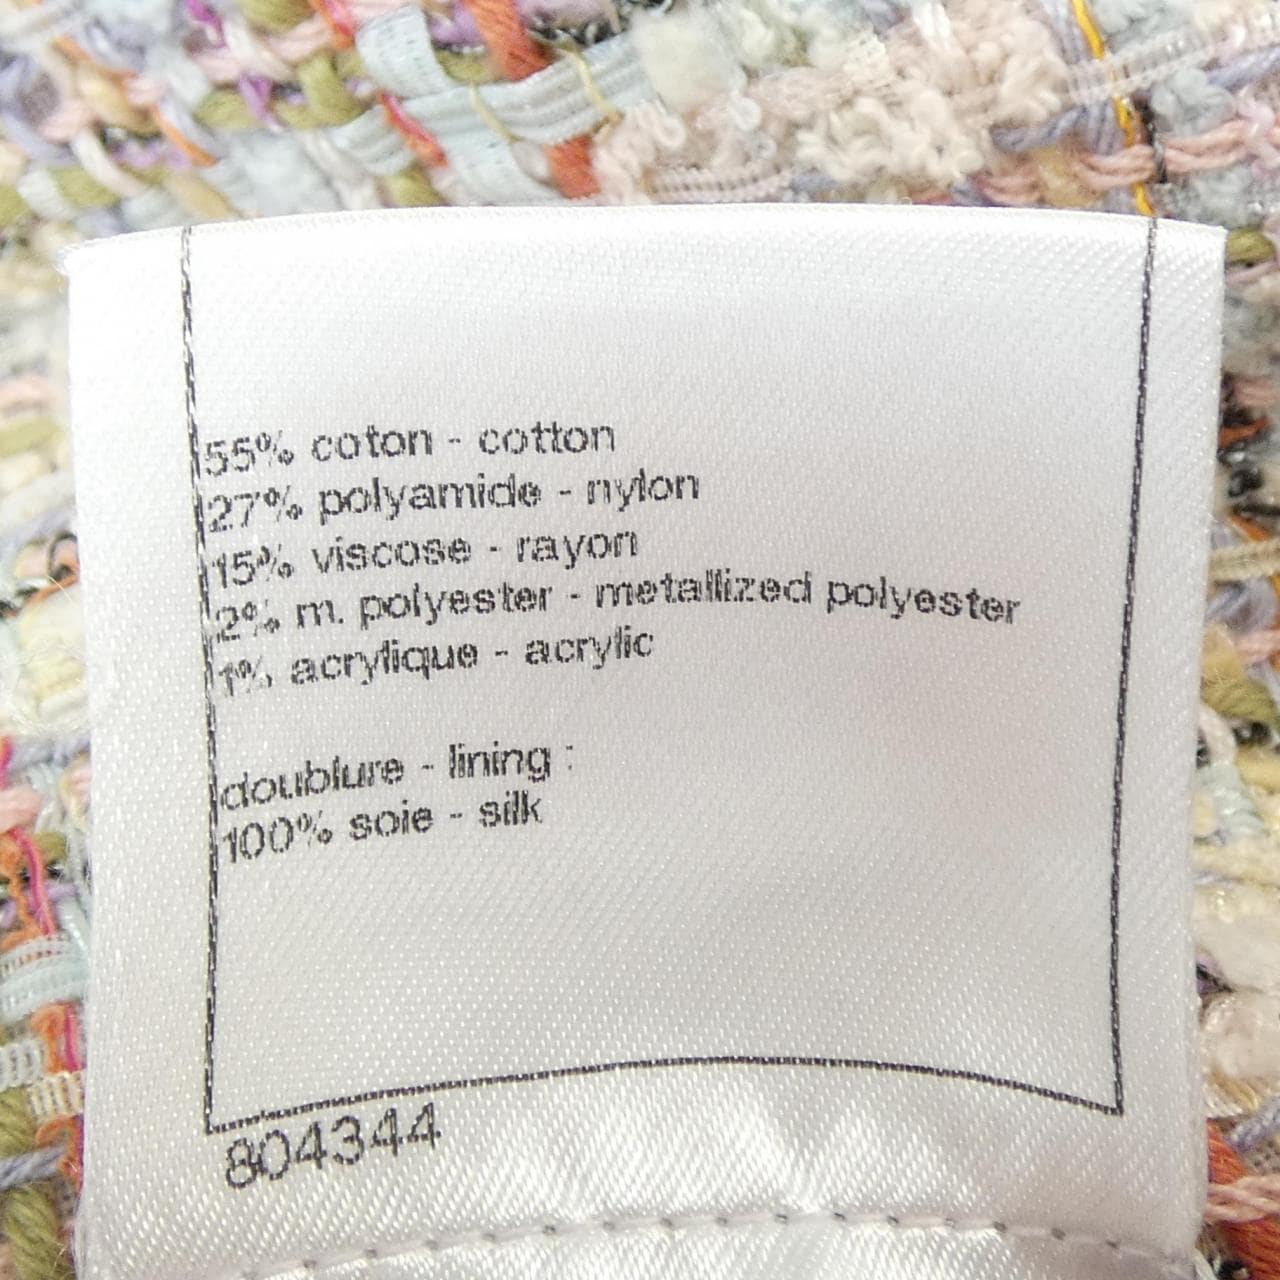 55% coton - cotton
27% polyamide - nylon
15% viscose - rayon
2% m. polyester - metallized polyester
1% acrylique - acrylic
doublure - lining :
100% soie - silk
804344